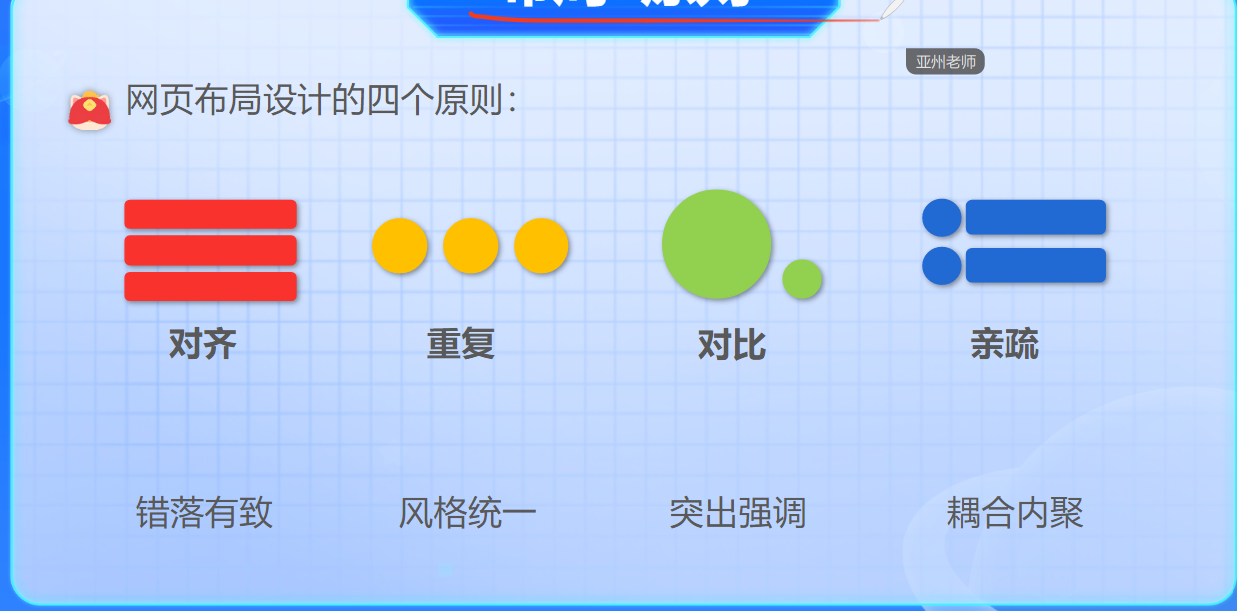 亚州老师
网页布局设计的四个原则：
对齐 重复 对比 亲疏
错落有致 风格统一 突出强调 耦合内聚